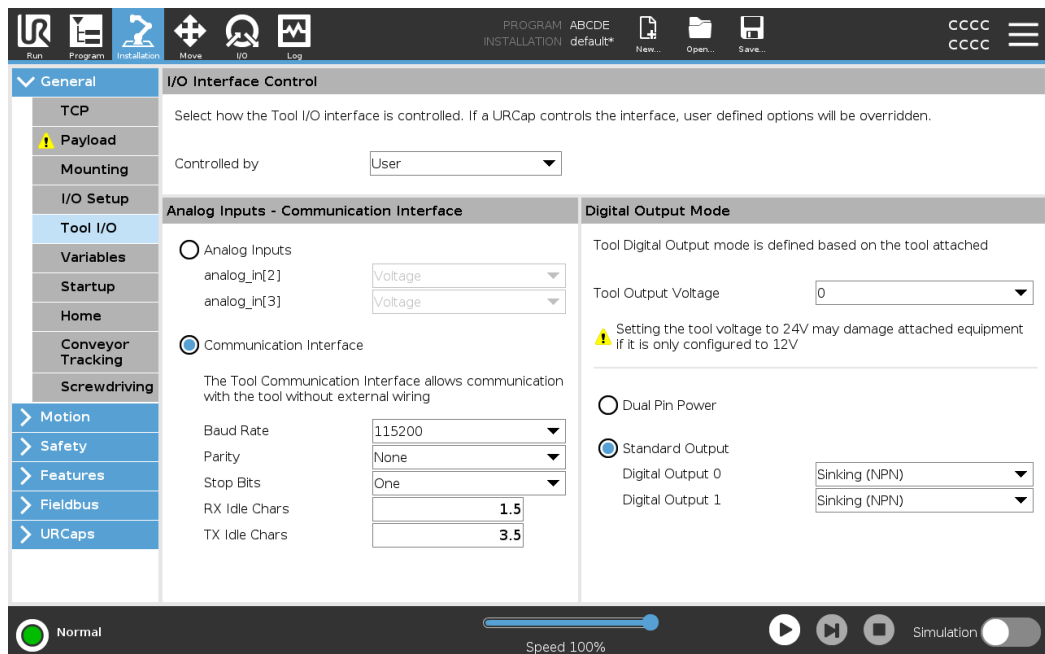 PROGRAM ABCDE
INSTALLATION default*
CCCC
CCCC
Run
Program
Installation
Move
I/O
Log
New...
Open...
Save...
General
TCP
Payload
Mounting
I/O Setup
Tool I/O
Variables
Startup
Home
Conveyor
Tracking
Screwdriving
Motion
Safety
Features
Fieldbus
URCaps
I/O Interface Control
Select how the Tool I/O interface is controlled. If a URCap controls the interface, user defined options will be overridden.
Controlled by User
Analog Inputs - Communication Interface
Analog Inputs
analog_in[2] Voltage
analog_in[3] Voltage
Communication Interface
The Tool Communication Interface allows communication
with the tool without external wiring
Baud Rate 115200
Parity None
Stop Bits One
RX Idle Chars 1.5
TX Idle Chars 3.5
Digital Output Mode
Tool Digital Output mode is defined based on the tool attached
Tool Output Voltage 0
Setting the tool voltage to 24V may damage attached equipment
if it is only configured to 12V
Dual Pin Power
Standard Output
Digital Output 0 Sinking (NPN)
Digital Output 1 Sinking (NPN)
Normal
Speed 100%
Simulation